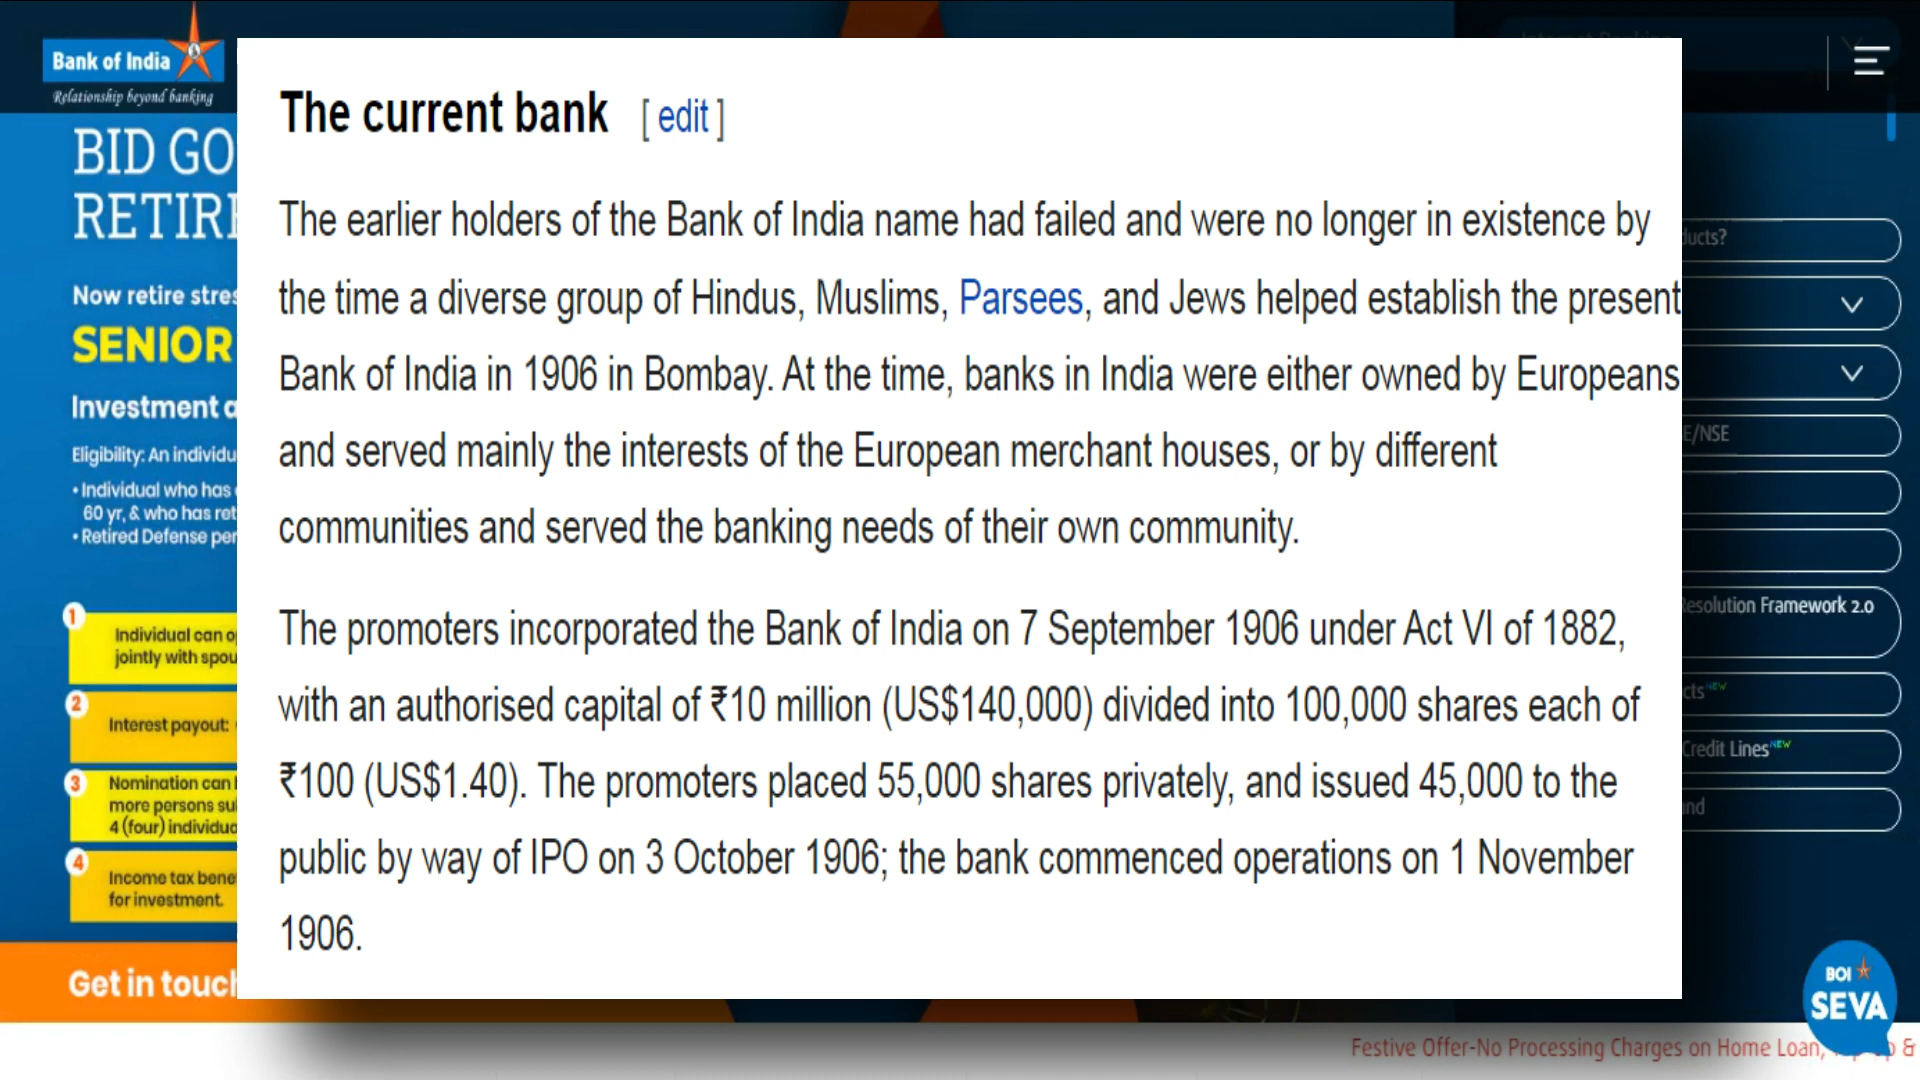 Bank of India
Relationship beyond banking
BID GO
RETIR
Now retire stres
SENIOR
Investment a
Eligibility: An individu
• Individual who has
60 yr, & who has ret
• Retired Defense per
1
Individual can o
jointly with spou
2
Interest payout:
3
Nomination can
more persons su
4 (four) individua
4
Income tax bene
for investment.
Get in touch
The current bank [ edit ]
The earlier holders of the Bank of India name had failed and were no longer in existence by
the time a diverse group of Hindus, Muslims, Parsees, and Jews helped establish the present
Bank of India in 1906 in Bombay. At the time, banks in India were either owned by Europeans
and served mainly the interests of the European merchant houses, or by different
communities and served the banking needs of their own community.
The promoters incorporated the Bank of India on 7 September 1906 under Act VI of 1882,
with an authorised capital of ₹10 million (US$140,000) divided into 100,000 shares each of
₹100 (US$1.40). The promoters placed 55,000 shares privately, and issued 45,000 to the
public by way of IPO on 3 October 1906; the bank commenced operations on 1 November
1906.
ducts?
E/NSE
Resolution Framework 2.0
cts NEW
Credit Lines NEW
nd
BOI
SEVA
Festive Offer-No Processing Charges on Home Loan, &